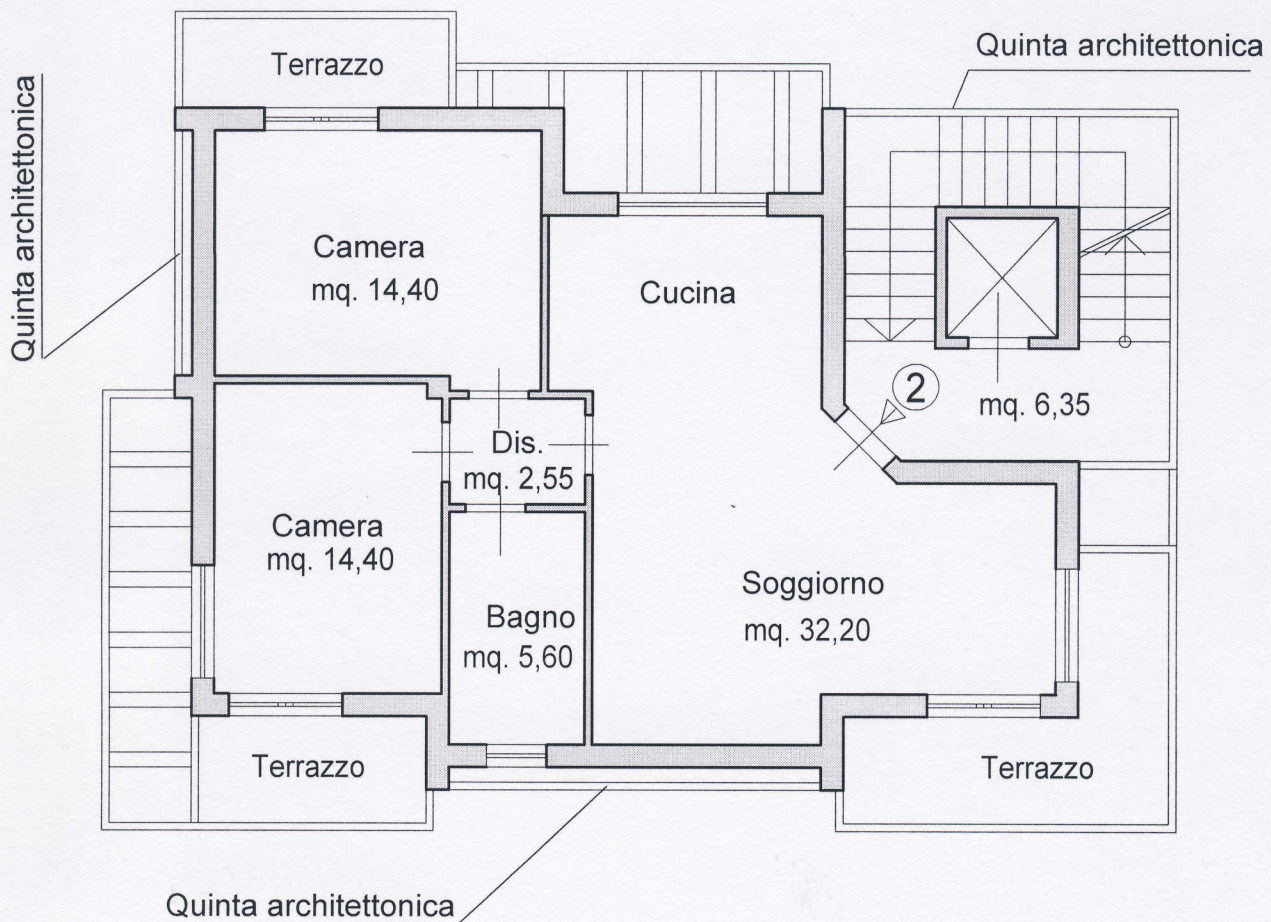 Terrazzo
Quinta architettonica
Quinta architettonica
Camera
mq. 14,40
Cucina
2
mq. 6,35
Dis.
mq. 2,55
Camera
mq. 14,40
Soggiorno
mq. 32,20
Bagno
mq. 5,60
Terrazzo
Terrazzo
Quinta architettonica